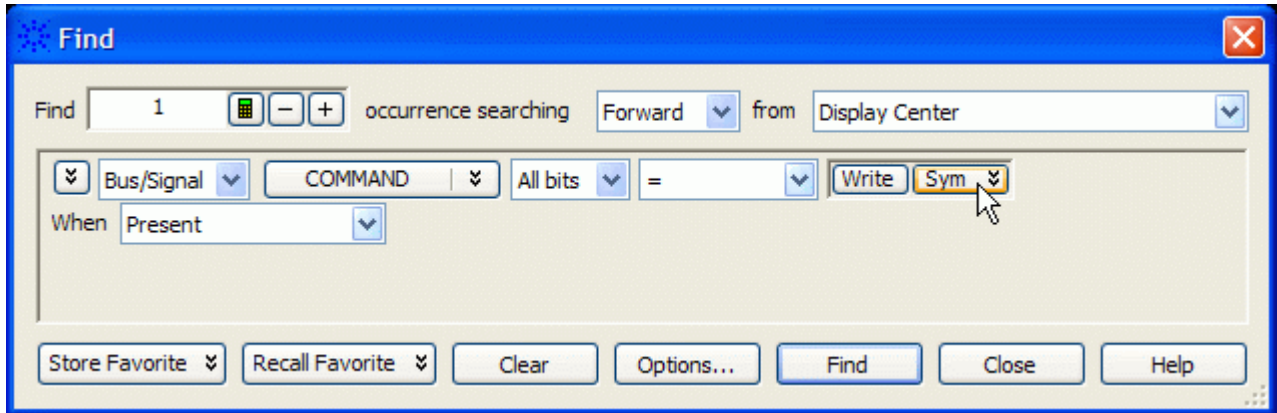 Find
Find 1 − + occurrence searching Forward from Display Center
Bus/Signal COMMAND All bits = Write Sym
When Present
Store Favorite Recall Favorite Clear Options... Find Close Help